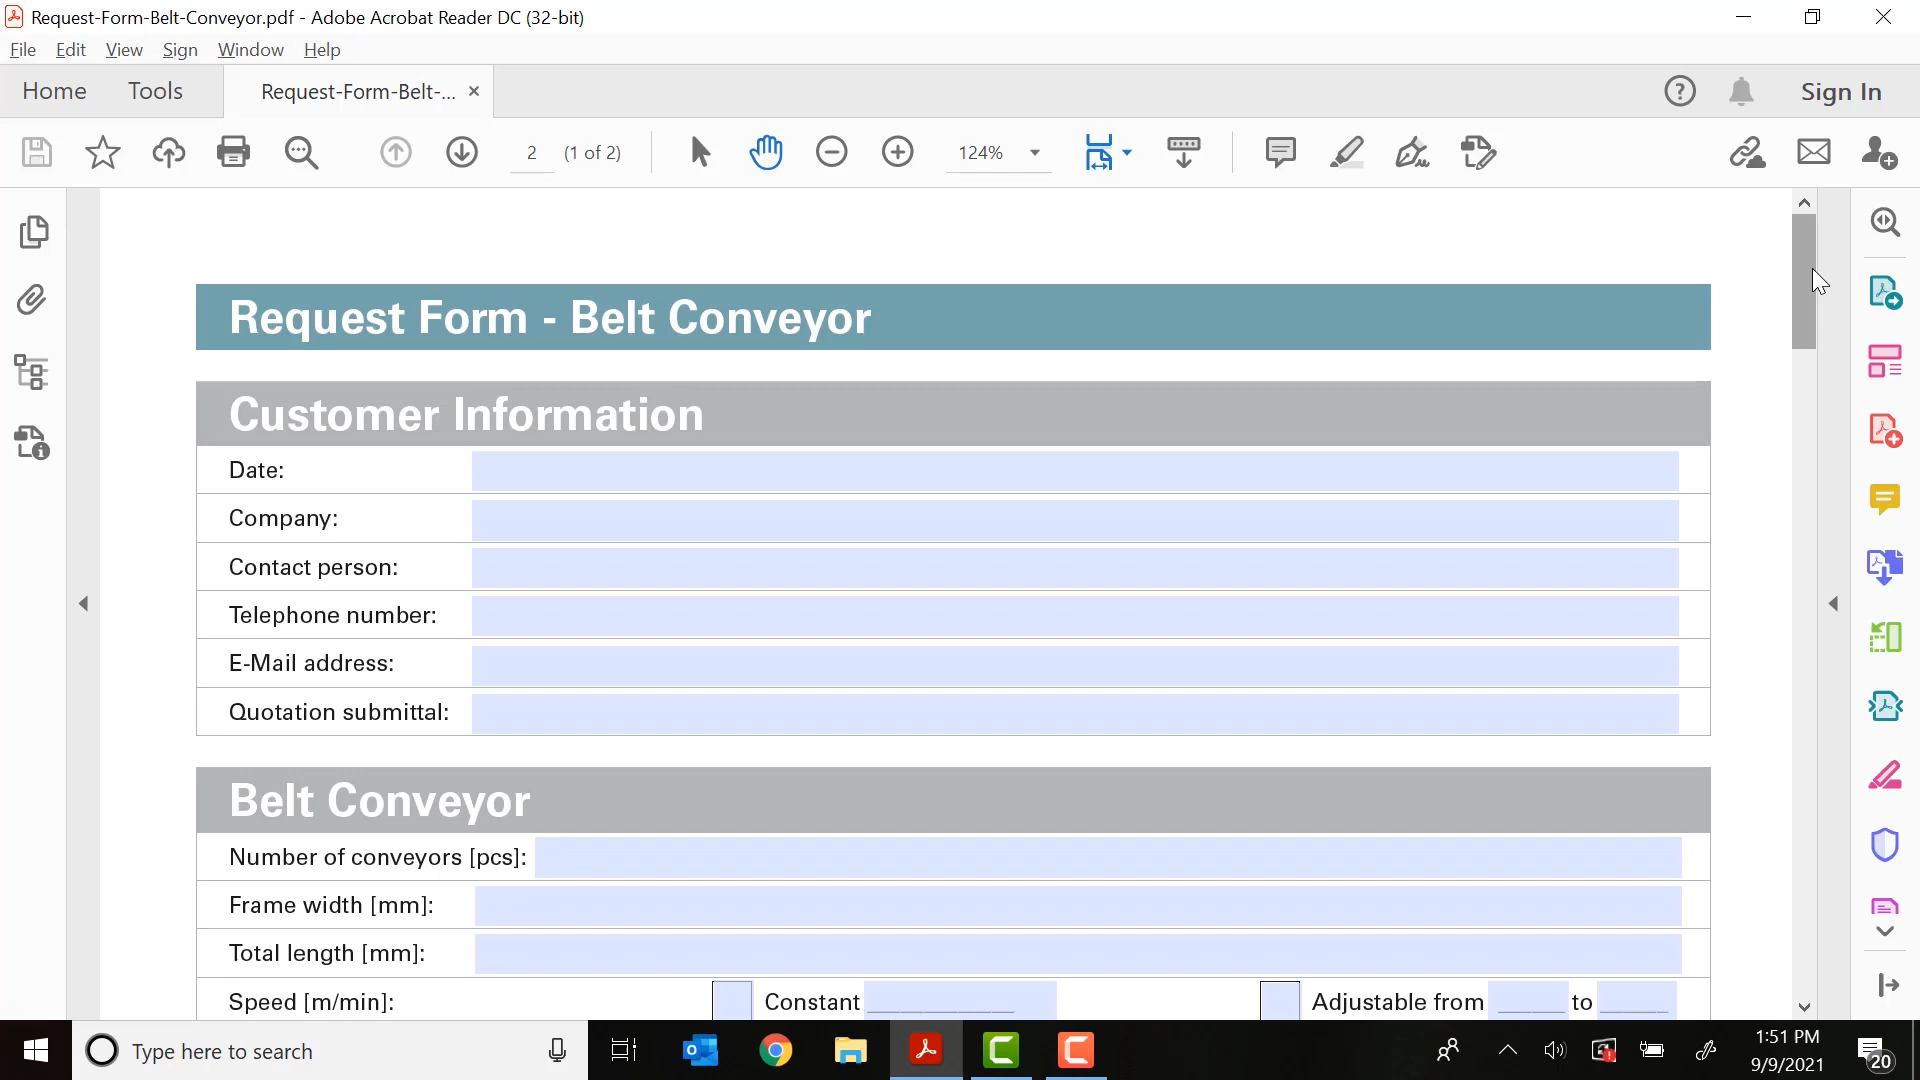 Request-Form-Belt-Conveyor.pdf - Adobe Acrobat Reader DC (32-bit)
File Edit View Sign Window Help
Home Tools Request-Form-Belt-... × Sign In
2 (1 of 2) 124%
Request Form - Belt Conveyor
Customer Information
Date:
Company:
Contact person:
Telephone number:
E-Mail address:
Quotation submittal:
Belt Conveyor
Number of conveyors [pcs]:
Frame width [mm]:
Total length [mm]:
Speed [m/min]: Constant ____________ Adjustable from ______ to ______
Type here to search
1:51 PM
9/9/2021
20